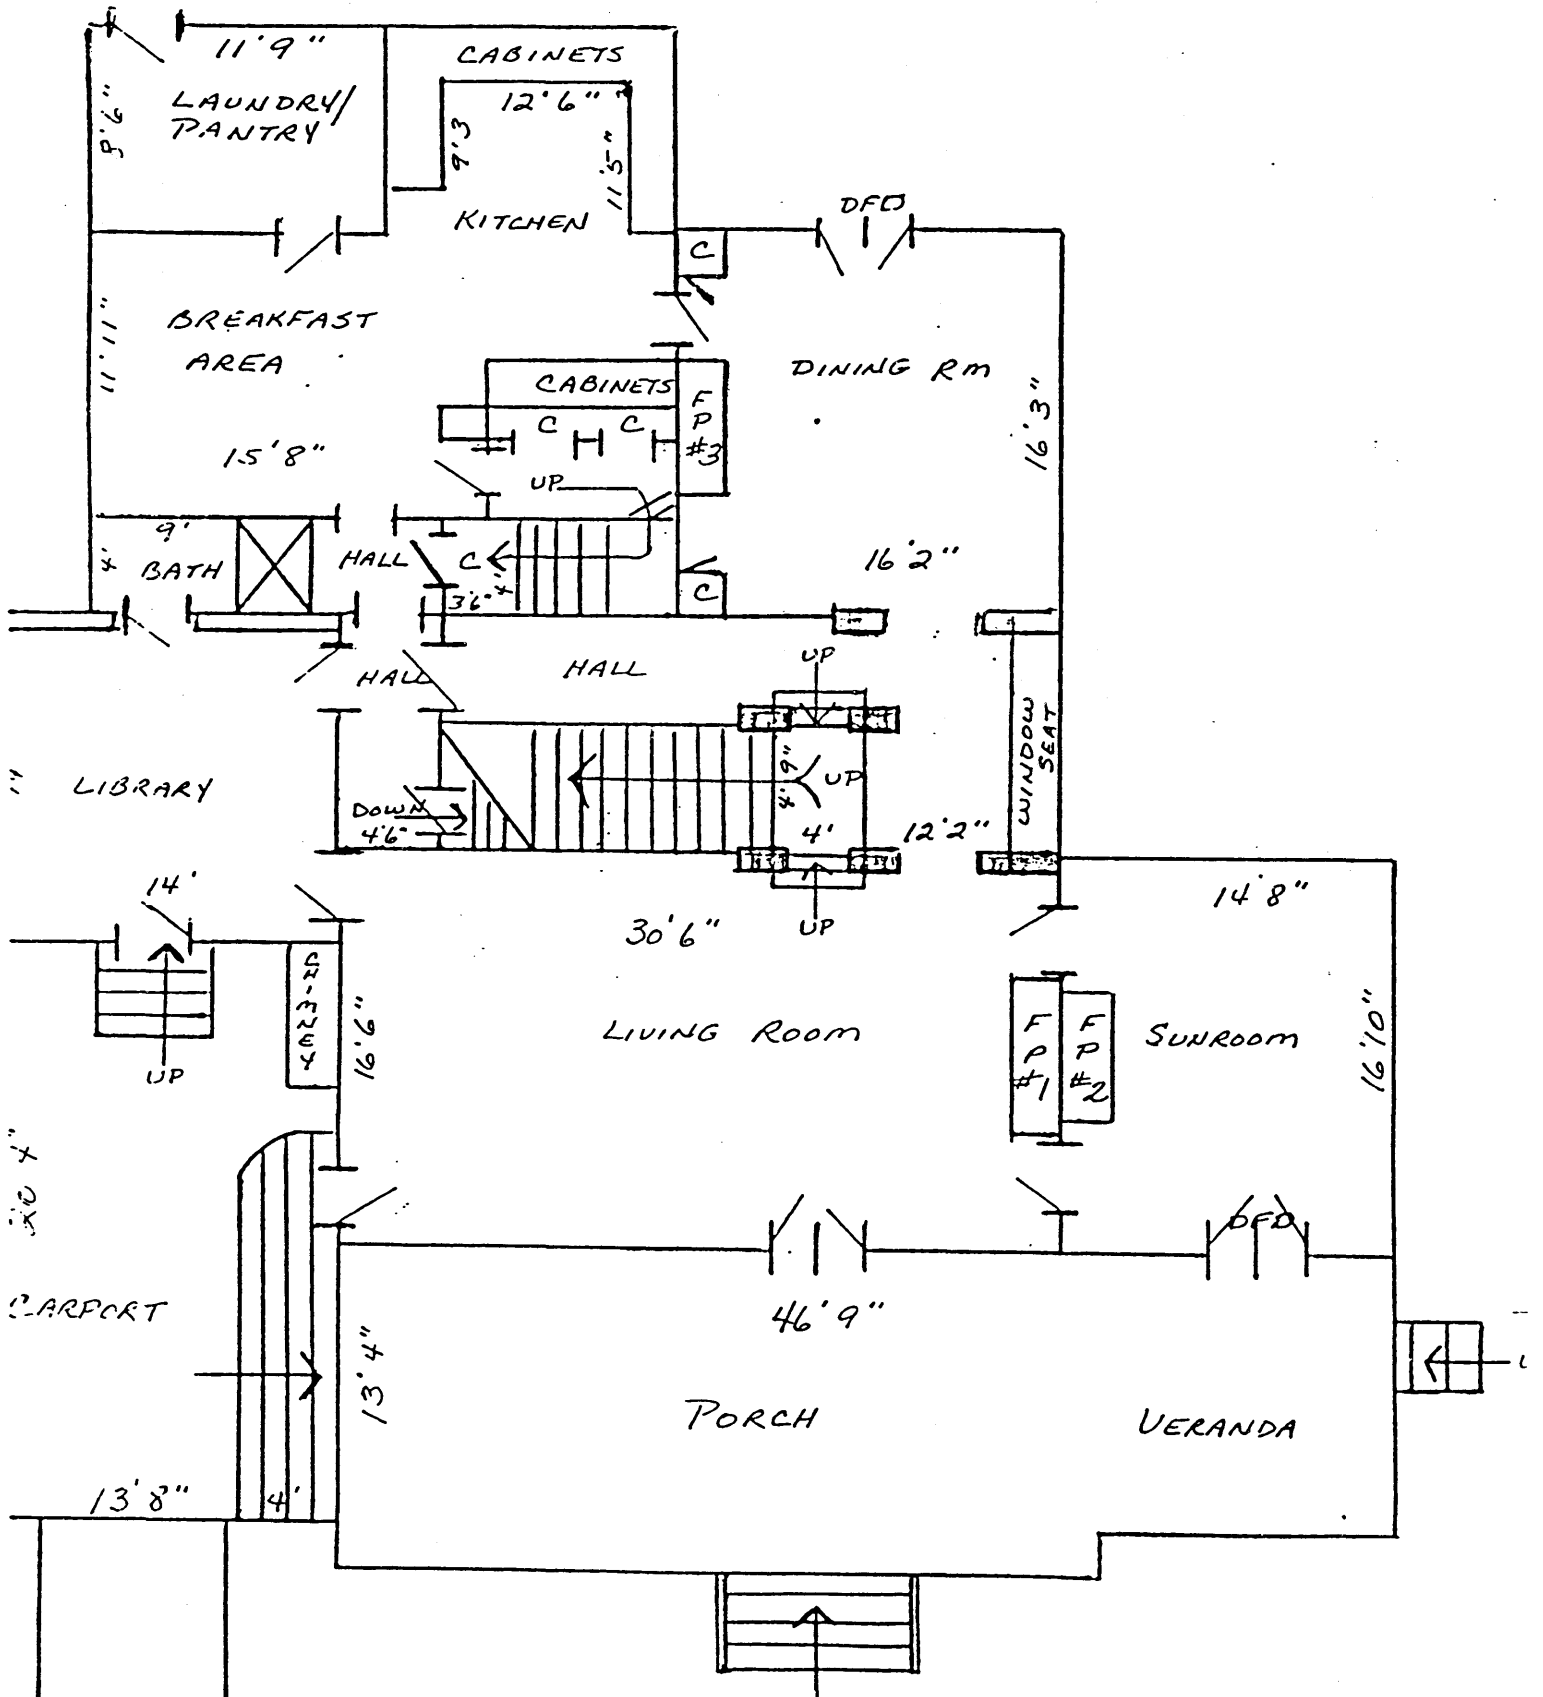 11'9"
CABINETS
LAUNDRY/
PANTRY
12'6"
9'3
11'5"
KITCHEN
DFD
C
11'11"
BREAKFAST
AREA
DINING RM
CABINETS
C
C
F
P
#3
16'3"
15'8"
UP
9'
4'
BATH
HALL
C
4'
3'6"
16'2"
C
HALL
HALL
UP
WINDOW
SEAT
LIBRARY
4'9"
UP
DOWN
4'6"
4'
12'2"
14'
30'6"
UP
14'8"
16'6"
LIVING ROOM
F
P
#1
F
P
#2
SUNROOM
16'10"
UP
DFD
CARPORT
46'9"
13'4"
PORCH
VERANDA
13'8"
4'